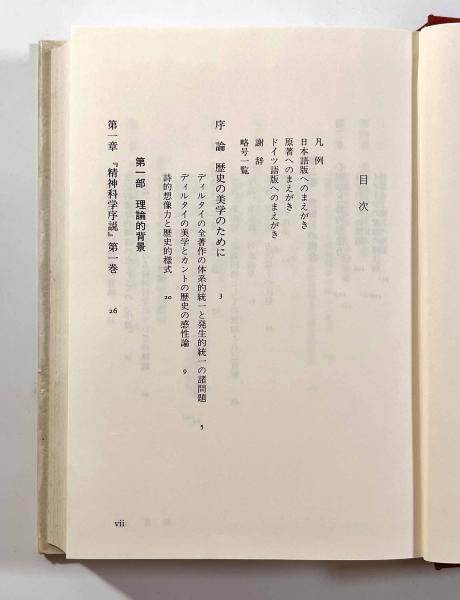 目次
凡例
日本語版へのまえがき
原著へのまえがき
ドイツ語版へのまえがき
謝辞
略号一覧
序論 歴史の美学のために 3
ディルタイの全著作の体系的統一と発生的統一の諸問題 5
ディルタイの美学とカントの歴史の感性論 9
詩的想像力と歴史的様式 20
第一部 理論的背景
第一章 『精神科学序説』第一巻 26
vii